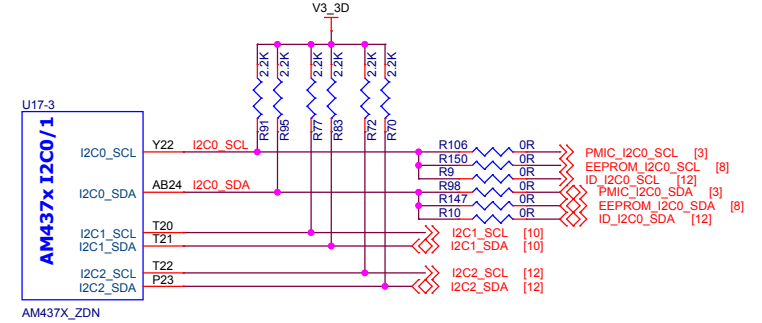 V3_3D
2.2K 2.2K 2.2K 2.2K 2.2K 2.2K
R91 R95 R77 R83 R72 R70
U17-3
AM437x I2C0/1
I2C0_SCL Y22 I2C0_SCL
I2C0_SDA AB24 I2C0_SDA
I2C1_SCL T20
I2C1_SDA T21
I2C2_SCL T22
I2C2_SDA P23
AM437X_ZDN
R106 0R PMIC_I2C0_SCL [3]
R150 0R EEPROM_I2C0_SCL [8]
R9 0R ID_I2C0_SCL [12]
R98 0R PMIC_I2C0_SDA [3]
R147 0R EEPROM_I2C0_SDA [8]
R10 0R ID_I2C0_SDA [12]
I2C1_SCL [10]
I2C1_SDA [10]
I2C2_SCL [12]
I2C2_SDA [12]